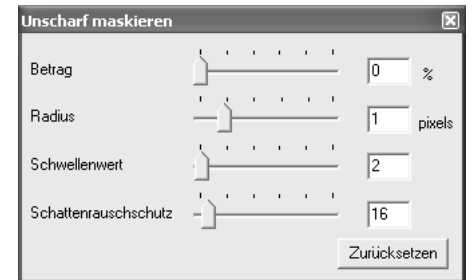 Unscharf maskieren
Betrag 0 %
Radius 1 pixels
Schwellenwert 2
Schattenrauschschutz 16
Zurücksetzen